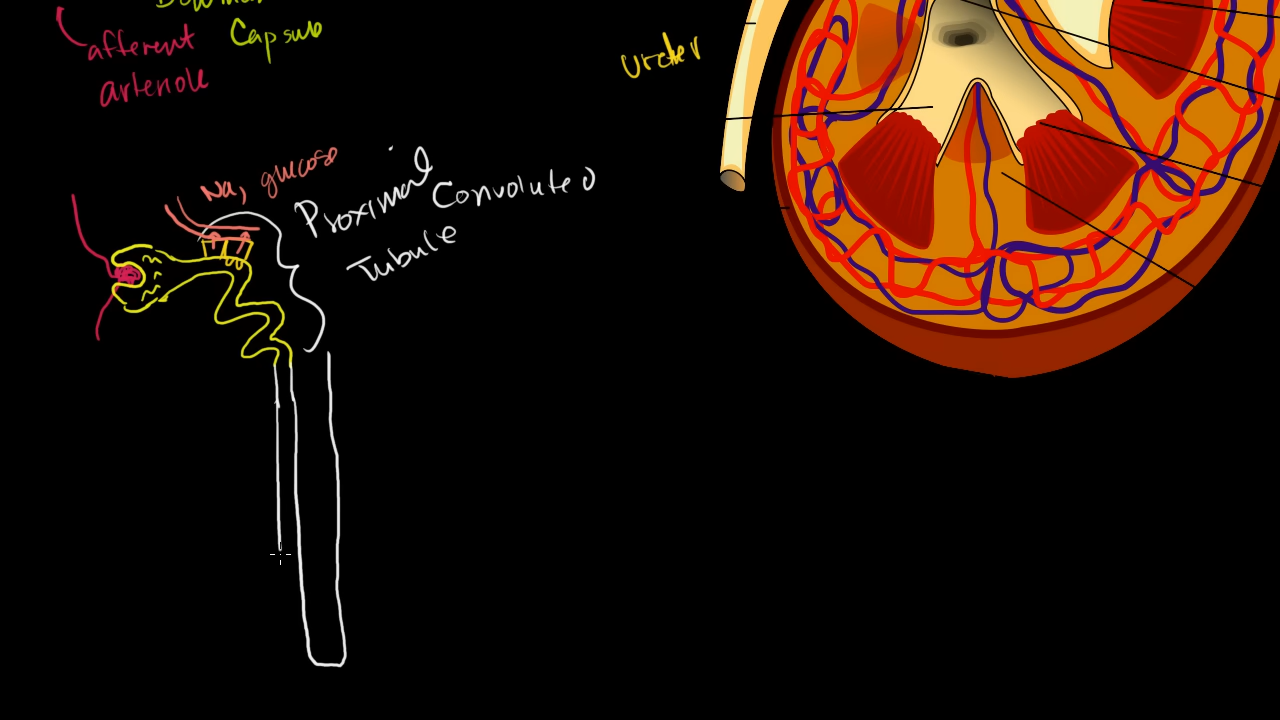 afferent
arteriole
Capsule
ureter
Na, glucose
Proximal
Convoluted
Tubule